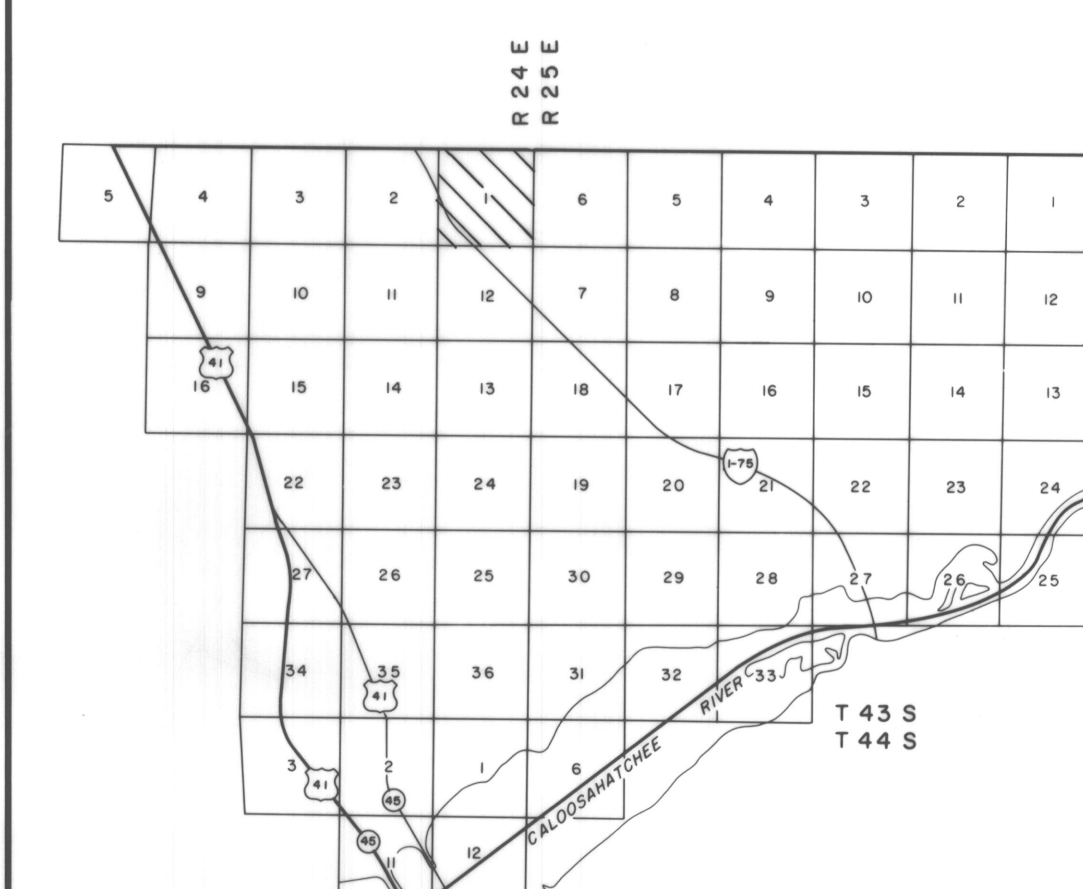 R 24 E
R 25 E
5 4 3 2 1 6 5 4 3 2 1
9 10 11 12 7 8 9 10 11 12
41
16 15 14 13 18 17 16 15 14 13
I-75
22 23 24 19 20 21 22 23 24
27 26 25 30 29 28 27 26 25
34 35 36 31 32 33
41
RIVER
T 43 S
T 44 S
3 2 1 6
41
CALOOSAHATCHEE
45
45
11 12